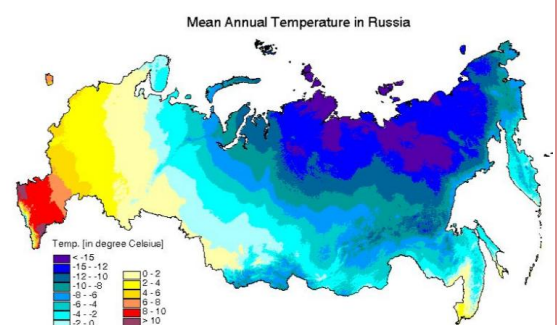 Mean Annual Temperature in Russia
Temp. [in degree Celsius]
< -15
-15 - -12
-12 - -10
-10 - -8
-8 - -6
-6 - -4
-4 - -2
-2 - 0
0 - 2
2 - 4
4 - 6
6 - 8
8 - 10
> 10